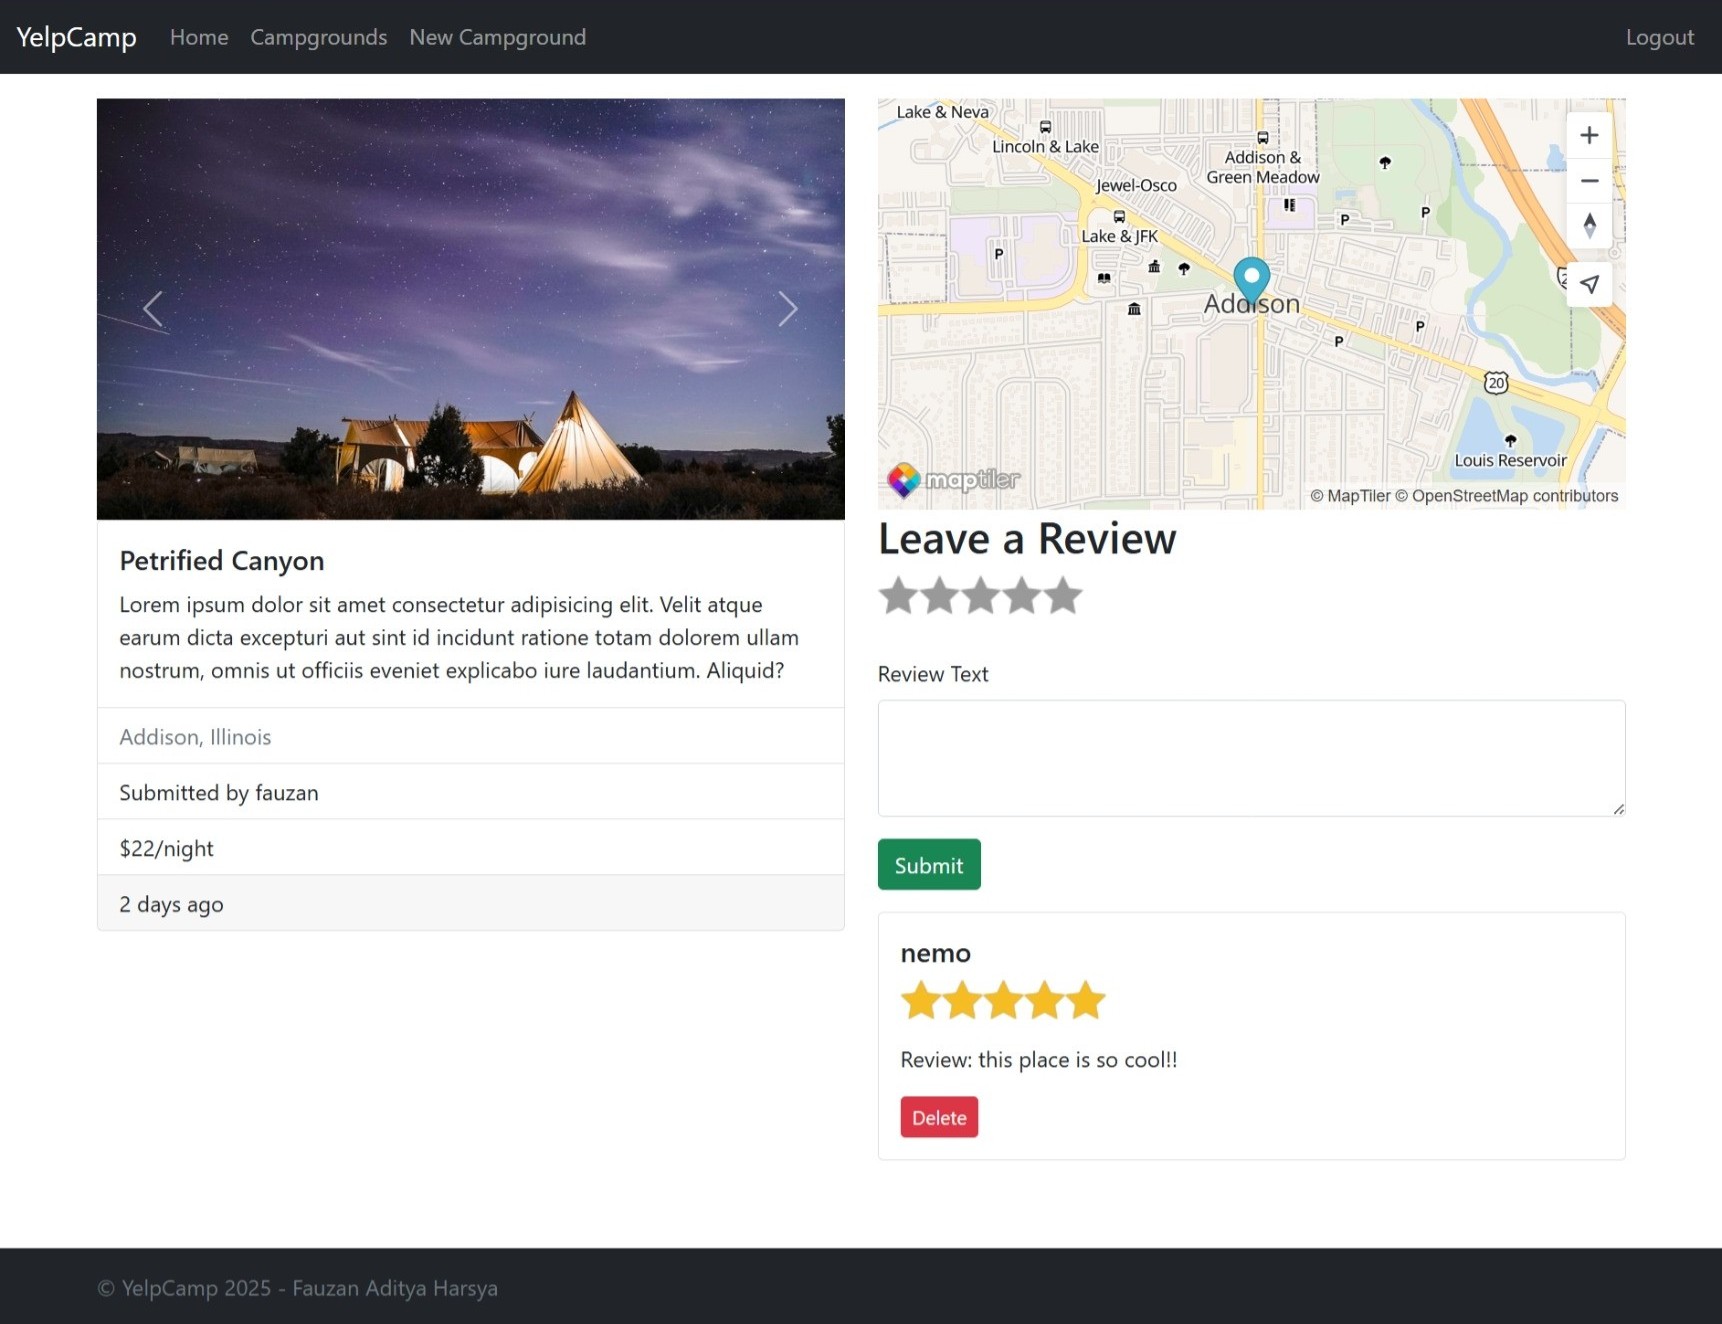 YelpCamp Home Campgrounds New Campground Logout
Lake & Neva
Lincoln & Lake
Addison &
Green Meadow
Jewel-Osco
Lake & JFK
P
P
P
Addison
P
P
20
Louis Reservoir
maptiler
© MapTiler © OpenStreetMap contributors
Petrified Canyon
Lorem ipsum dolor sit amet consectetur adipisicing elit. Velit atque
earum dicta excepturi aut sint id incidunt ratione totam dolorem ullam
nostrum, omnis ut officiis eveniet explicabo iure laudantium. Aliquid?
Addison, Illinois
Submitted by fauzan
$22/night
2 days ago
Leave a Review
Review Text
Submit
nemo
Review: this place is so cool!!
Delete
© YelpCamp 2025 - Fauzan Aditya Harsya